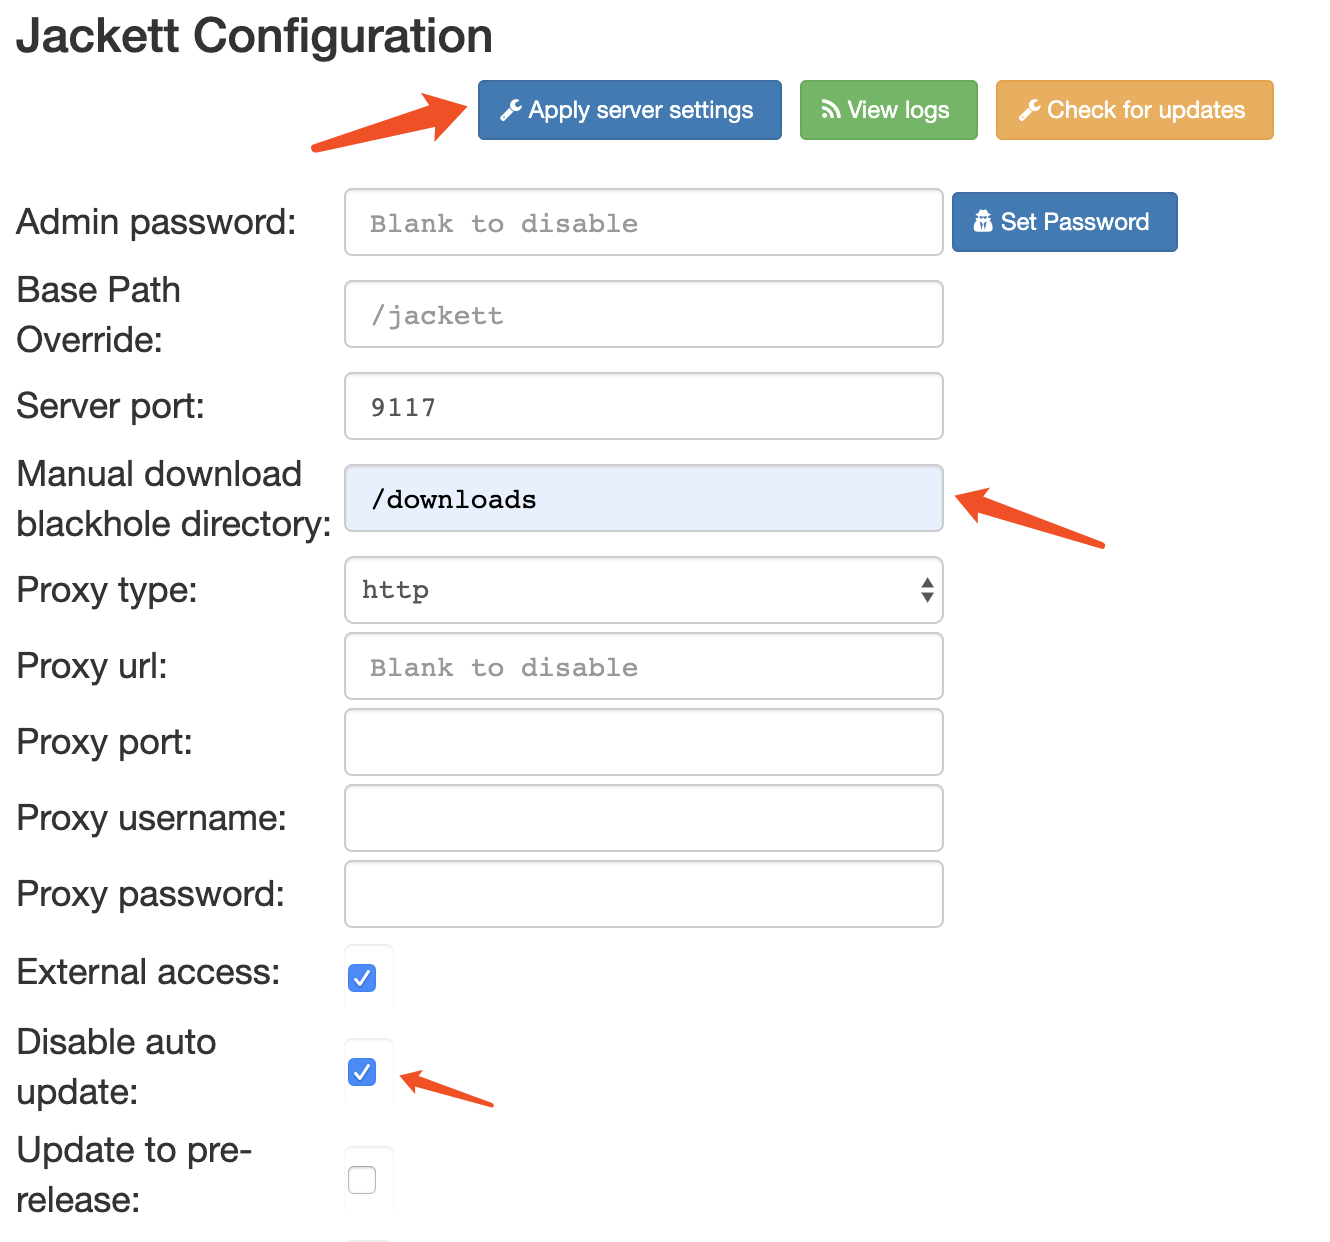 Jackett Configuration
Apply server settings
View logs
Check for updates
Admin password:
Blank to disable
Set Password
Base Path
Override:
/jackett
Server port:
9117
Manual download
blackhole directory:
/downloads
Proxy type:
http
Proxy url:
Blank to disable
Proxy port:
Proxy username:
Proxy password:
External access:
Disable auto
update:
Update to pre-
release: